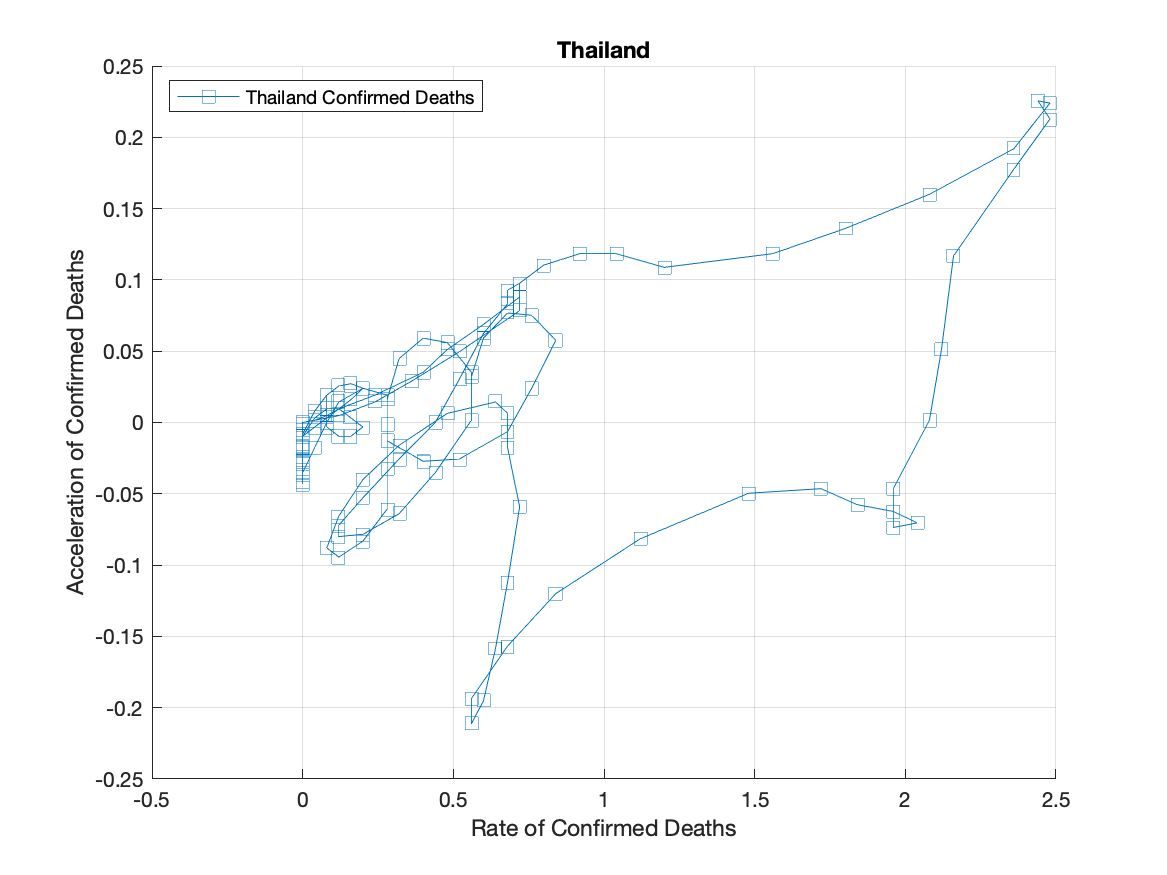 Thailand
Thailand Confirmed Deaths
0.25
0.2
0.15
0.1
0.05
0
-0.05
-0.1
-0.15
-0.2
-0.25
Acceleration of Confirmed Deaths
-0.5 0 0.5 1 1.5 2 2.5
Rate of Confirmed Deaths